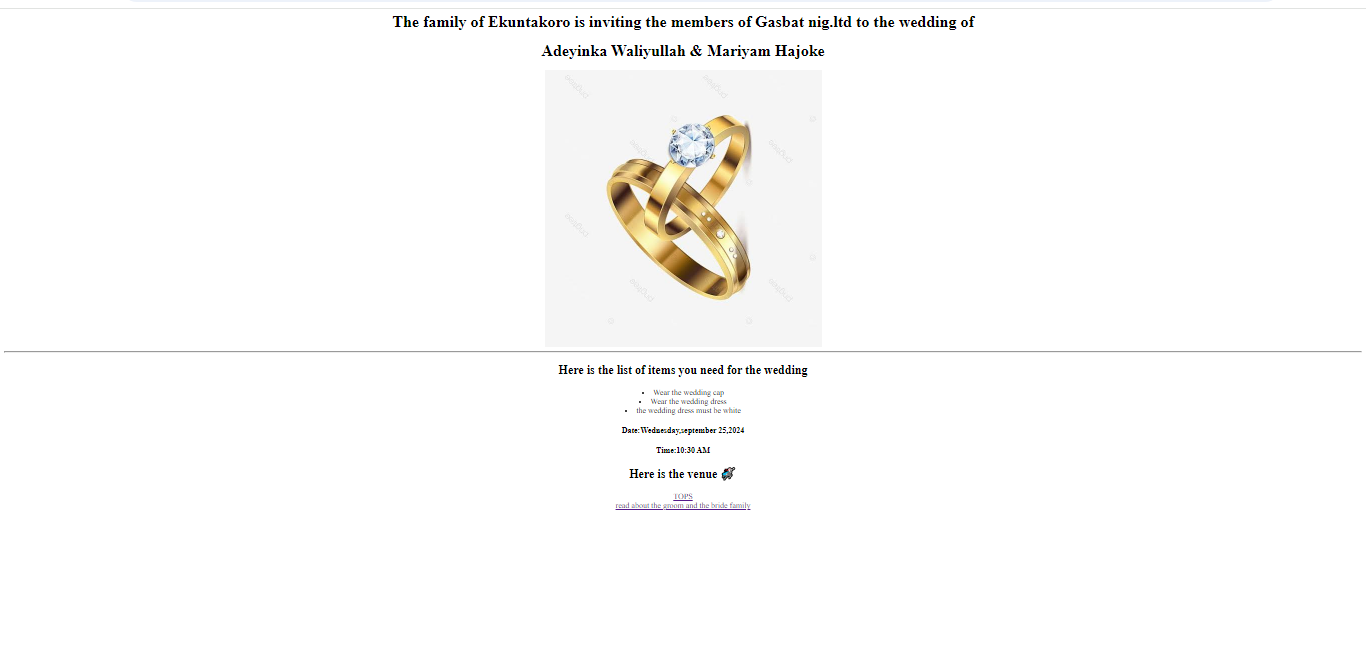 The family of Ekuntakoro is inviting the members of Gasbat nig.ltd to the wedding of
Adeyinka Waliyullah & Mariyam Hajoke
Here is the list of items you need for the wedding
Wear the wedding cap
Wear the wedding dress
the wedding dress must be white
Date:Wednesday,september 25,2024
Time:10:30 AM
Here is the venue
TOPS
read about the groom and the bride family